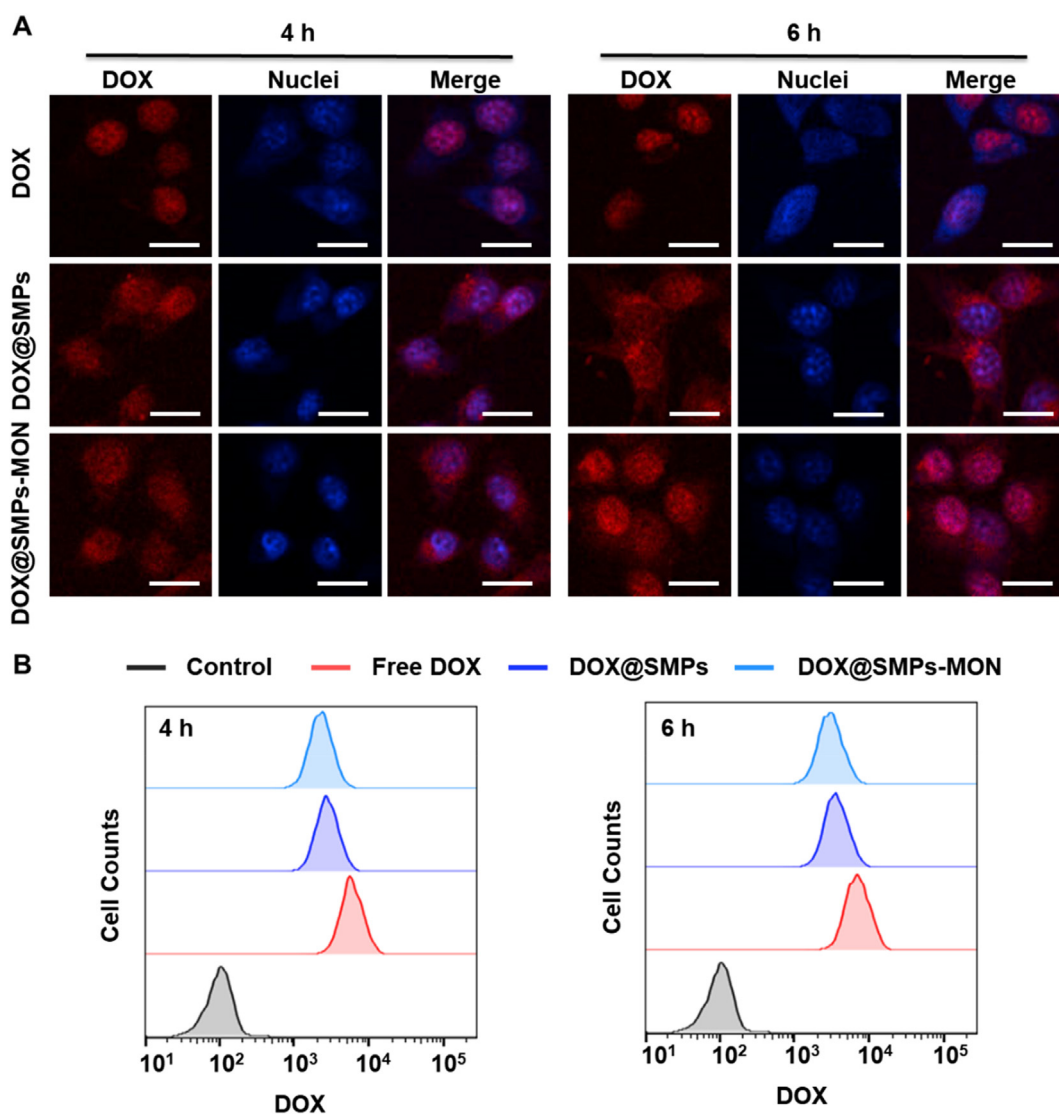 A
4 h
6 h
DOX
Nuclei
Merge
DOX
Nuclei
Merge
DOX
DOX@SMPs
DOX@SMPs-MON
B
Control
Free DOX
DOX@SMPs
DOX@SMPs-MON
4 h
6 h
Cell Counts
Cell Counts
10¹ 10² 10³ 10⁴ 10⁵
10¹ 10² 10³ 10⁴ 10⁵
DOX
DOX